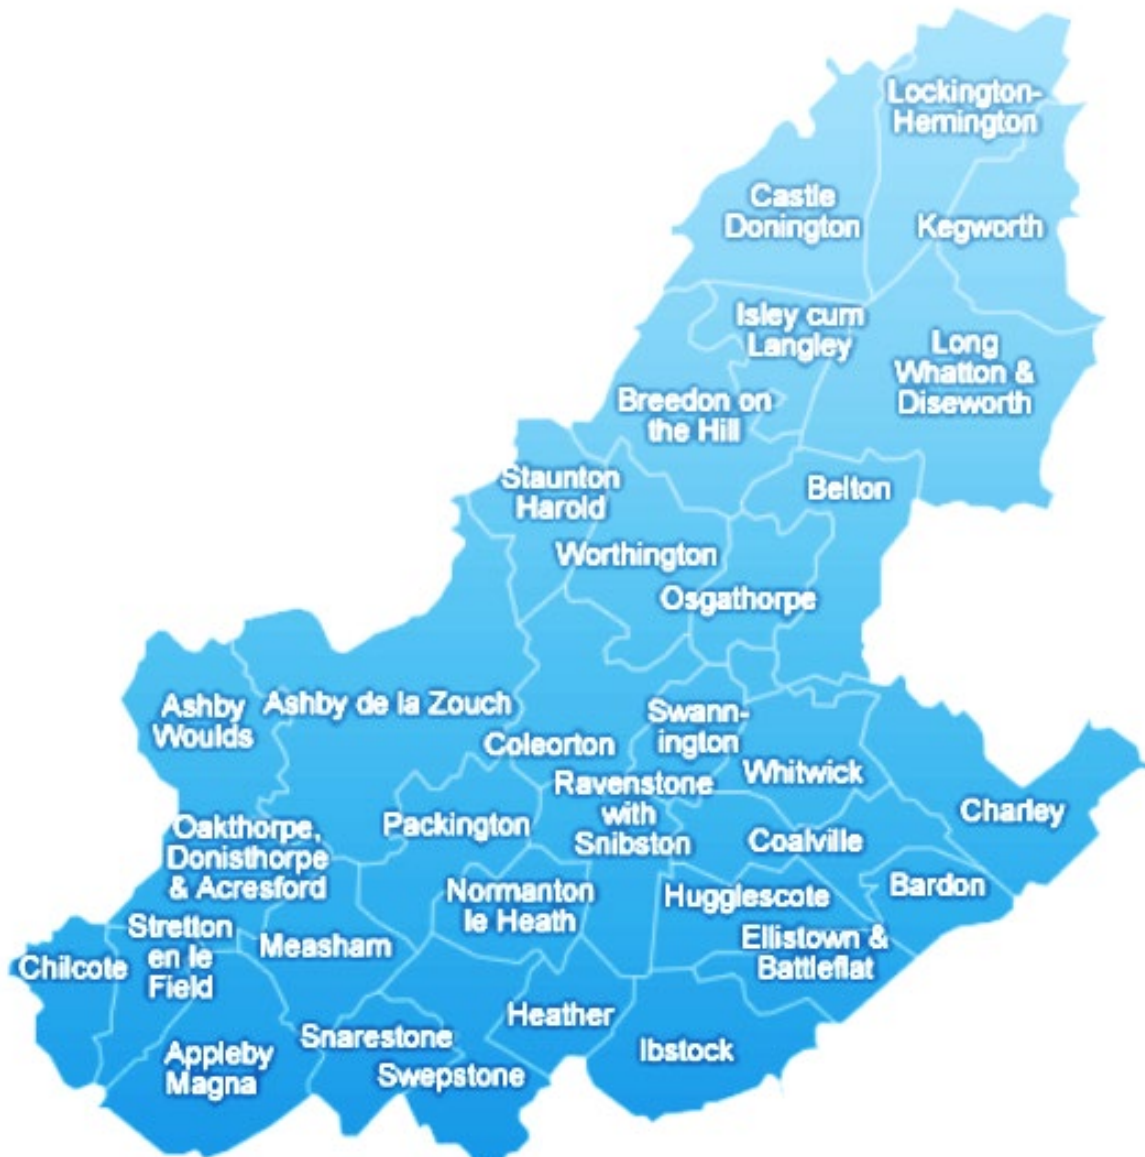 Lockington-
Hemington
Castle
Donington
Kegworth
Isley cum
Langley
Long
Whatton &
Diseworth
Breedon on
the Hill
Staunton
Harold
Belton
Worthington
Osgathorpe
Ashby
Woulds
Ashby de la Zouch
Swann-
ington
Coleorton
Whitwick
Ravenstone
with
Snibston
Charley
Oakthorpe,
Donisthorpe
& Acresford
Packington
Coalville
Normanton
le Heath
Hugglescote
Bardon
Stretton
en le
Field
Measham
Ellistown &
Battleflat
Chilcote
Heather
Snarestone
Ibstock
Appleby
Magna
Swepstone